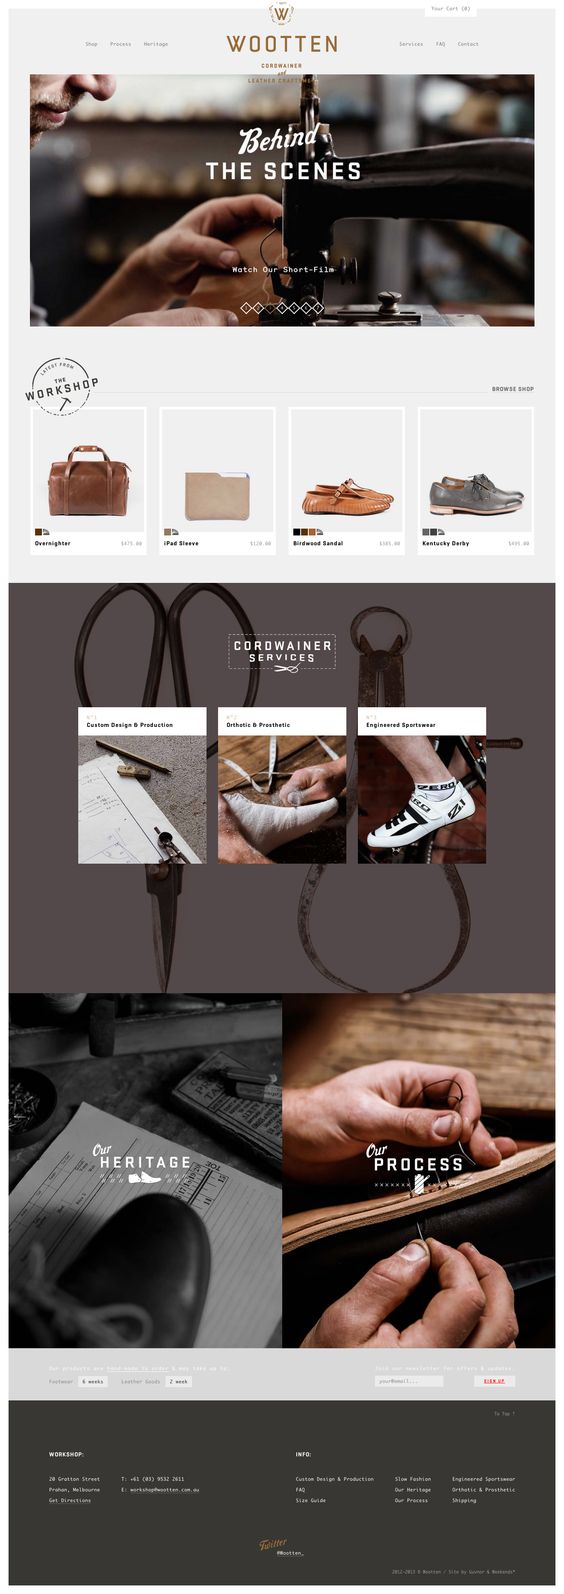 Your Cart (0)
W
Shop Process Heritage
WOOTTEN
Services FAQ Contact
CORDWAINER
and
LEATHER CRAFTSMEN
Behind
THE SCENES
Watch Our Short-Film
LATEST FROM
THE
WORKSHOP
BROWSE SHOP
Overnighter $475.00
iPad Sleeve $120.00
Birdwood Sandal $385.00
Kentucky Derby $495.00
CORDWAINER
SERVICES
N°1
Custom Design & Production
N°2
Orthotic & Prosthetic
N°3
Engineered Sportswear
Our
HERITAGE
Our
PROCESS
Our products are hand-made to order & may take up to:
Footwear 6 weeks Leather Goods 2 week
Join our newsletter for offers & updates.
your@email...
SIGN UP
To Top ↑
WORKSHOP:
20 Gratton Street
Prahan, Melbourne
Get Directions
T: +61 (03) 9532 2611
E: workshop@wootten.com.au
INFO:
Custom Design & Production
FAQ
Size Guide
Slow Fashion
Our Heritage
Our Process
Engineered Sportswear
Orthotic & Prosthetic
Shipping
Twitter
@Wootten_
2012-2013 © Wootten / Site by Guvnor & Weekends*